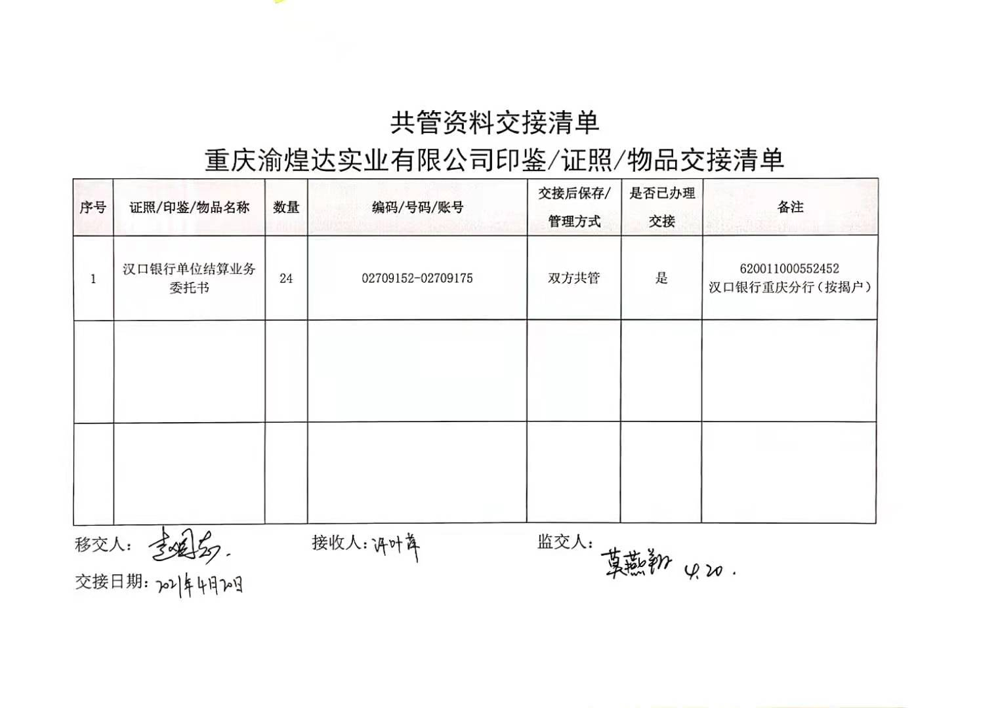 共管资料交接清单
重庆渝煌达实业有限公司印鉴/证照/物品交接清单
序号 证照/印鉴/物品名称 数量 编码/号码/账号 交接后保存/管理方式 是否已办理交接 备注
1 汉口银行单位结算业务委托书 24 02709152-02709175 双方共管 是 620011000552452
汉口银行重庆分行(按揭户)
移交人: 接收人:许叶萍 监交人:莫燕翔 4.20.
交接日期:2021年4月20日